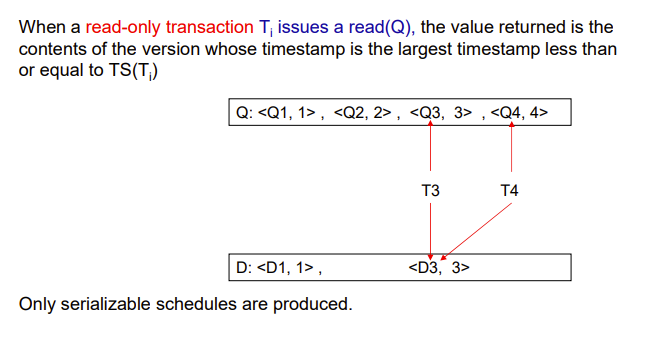 When a read-only transaction Ti issues a read(Q), the value returned is the
contents of the version whose timestamp is the largest timestamp less than
or equal to TS(Ti)
Q: <Q1, 1> , <Q2, 2> , <Q3, 3> , <Q4, 4>
T3 T4
D: <D1, 1> , <D3, 3>
Only serializable schedules are produced.